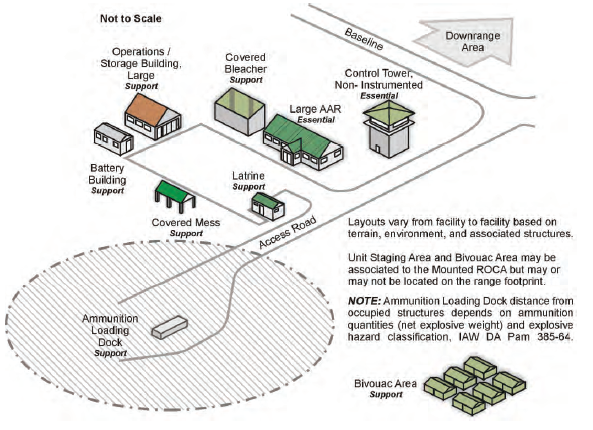 Not to Scale
Baseline
Downrange
Area
Operations /
Storage Building,
Large
Support
Covered
Bleacher
Support
Control Tower,
Non- Instrumented
Essential
Large AAR
Essential
Battery
Building
Support
Latrine
Support
Covered Mess
Support
Access Road
Layouts vary from facility to facility based on
terrain, environment, and associated structures.
Unit Staging Area and Bivouac Area may be
associated to the Mounted ROCA but may or
may not be located on the range footprint.
NOTE: Ammunition Loading Dock distance from
occupied structures depends on ammunition
quantities (net explosive weight) and explosive
hazard classification, IAW DA Pam 385-64.
Ammunition
Loading
Dock
Support
Bivouac Area
Support